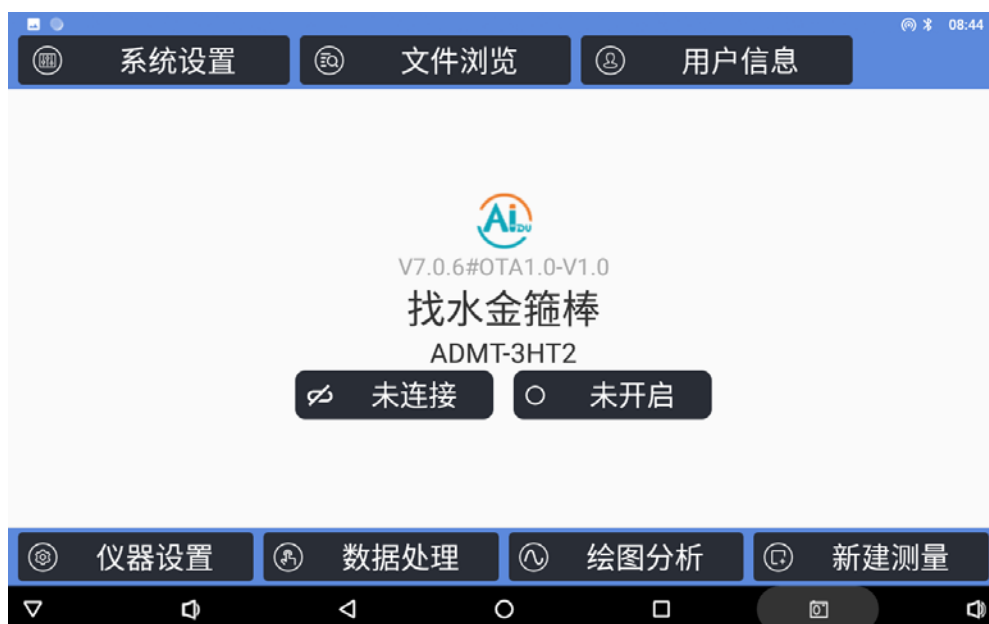 08:44
系统设置 文件浏览 用户信息
AiDU
V7.0.6#OTA1.0-V1.0
找水金箍棒
ADMT-3HT2
未连接 未开启
仪器设置 数据处理 绘图分析 新建测量